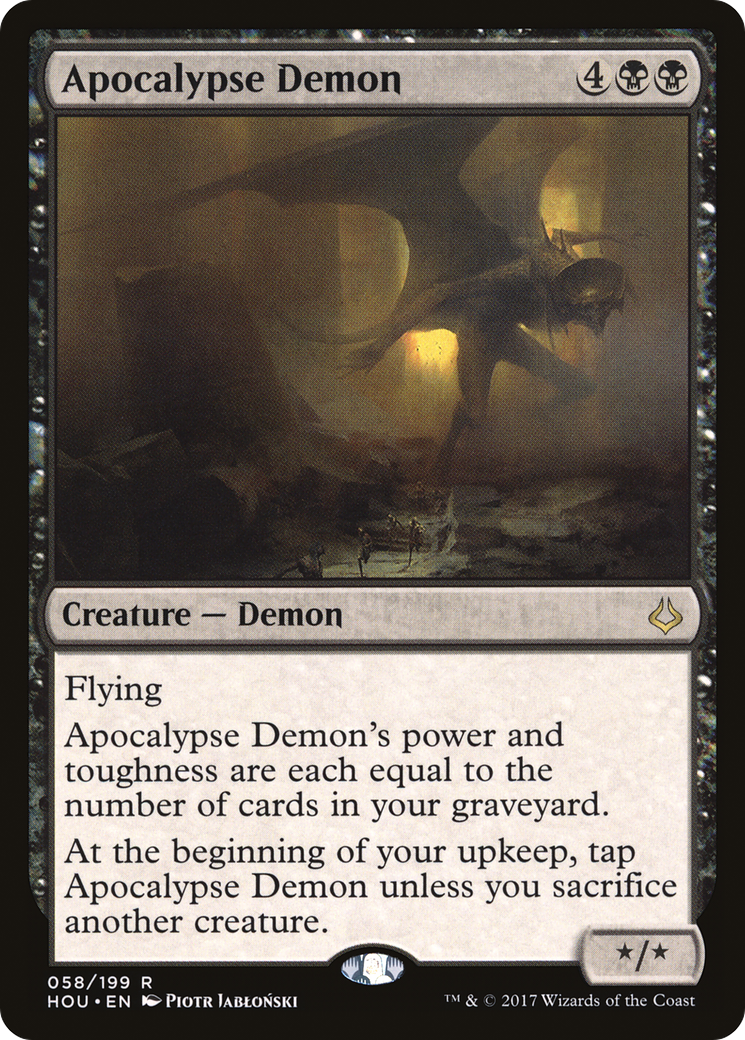 Apocalypse Demon 4
Creature — Demon
Flying
Apocalypse Demon's power and
toughness are each equal to the
number of cards in your graveyard.
At the beginning of your upkeep, tap
Apocalypse Demon unless you sacrifice
another creature.
★/★
058/199 R
HOU • EN Piotr Jabłoński
™ & © 2017 Wizards of the Coast